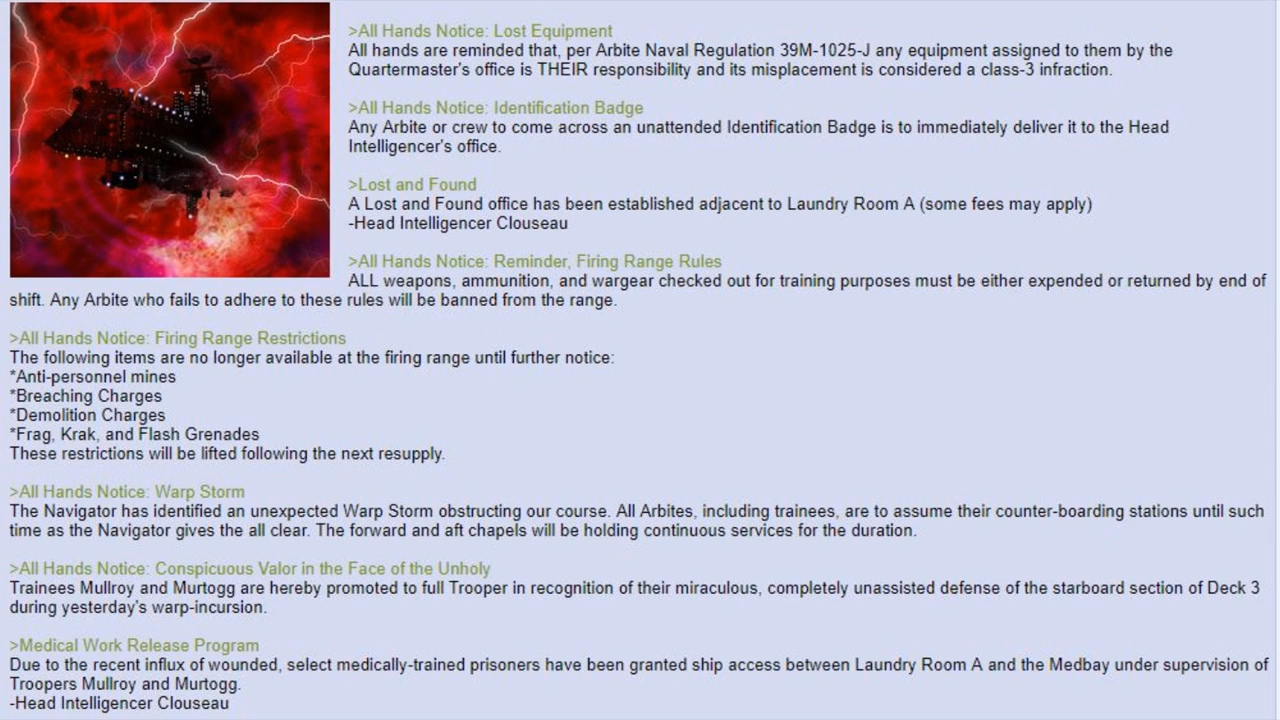 >All Hands Notice: Lost Equipment
All hands are reminded that, per Arbite Naval Regulation 39M-1025-J any equipment assigned to them by the
Quartermaster's office is THEIR responsibility and its misplacement is considered a class-3 infraction.
>All Hands Notice: Identification Badge
Any Arbite or crew to come across an unattended Identification Badge is to immediately deliver it to the Head
Intelligencer's office.
>Lost and Found
A Lost and Found office has been established adjacent to Laundry Room A (some fees may apply)
-Head Intelligencer Clouseau
>All Hands Notice: Reminder, Firing Range Rules
ALL weapons, ammunition, and wargear checked out for training purposes must be either expended or returned by end of
shift. Any Arbite who fails to adhere to these rules will be banned from the range.
>All Hands Notice: Firing Range Restrictions
The following items are no longer available at the firing range until further notice:
*Anti-personnel mines
*Breaching Charges
*Demolition Charges
*Frag, Krak, and Flash Grenades
These restrictions will be lifted following the next resupply.
>All Hands Notice: Warp Storm
The Navigator has identified an unexpected Warp Storm obstructing our course. All Arbites, including trainees, are to assume their counter-boarding stations until such
time as the Navigator gives the all clear. The forward and aft chapels will be holding continuous services for the duration.
>All Hands Notice: Conspicuous Valor in the Face of the Unholy
Trainees Mullroy and Murtogg are hereby promoted to full Trooper in recognition of their miraculous, completely unassisted defense of the starboard section of Deck 3
during yesterday's warp-incursion.
>Medical Work Release Program
Due to the recent influx of wounded, select medically-trained prisoners have been granted ship access between Laundry Room A and the Medbay under supervision of
Troopers Mullroy and Murtogg.
-Head Intelligencer Clouseau